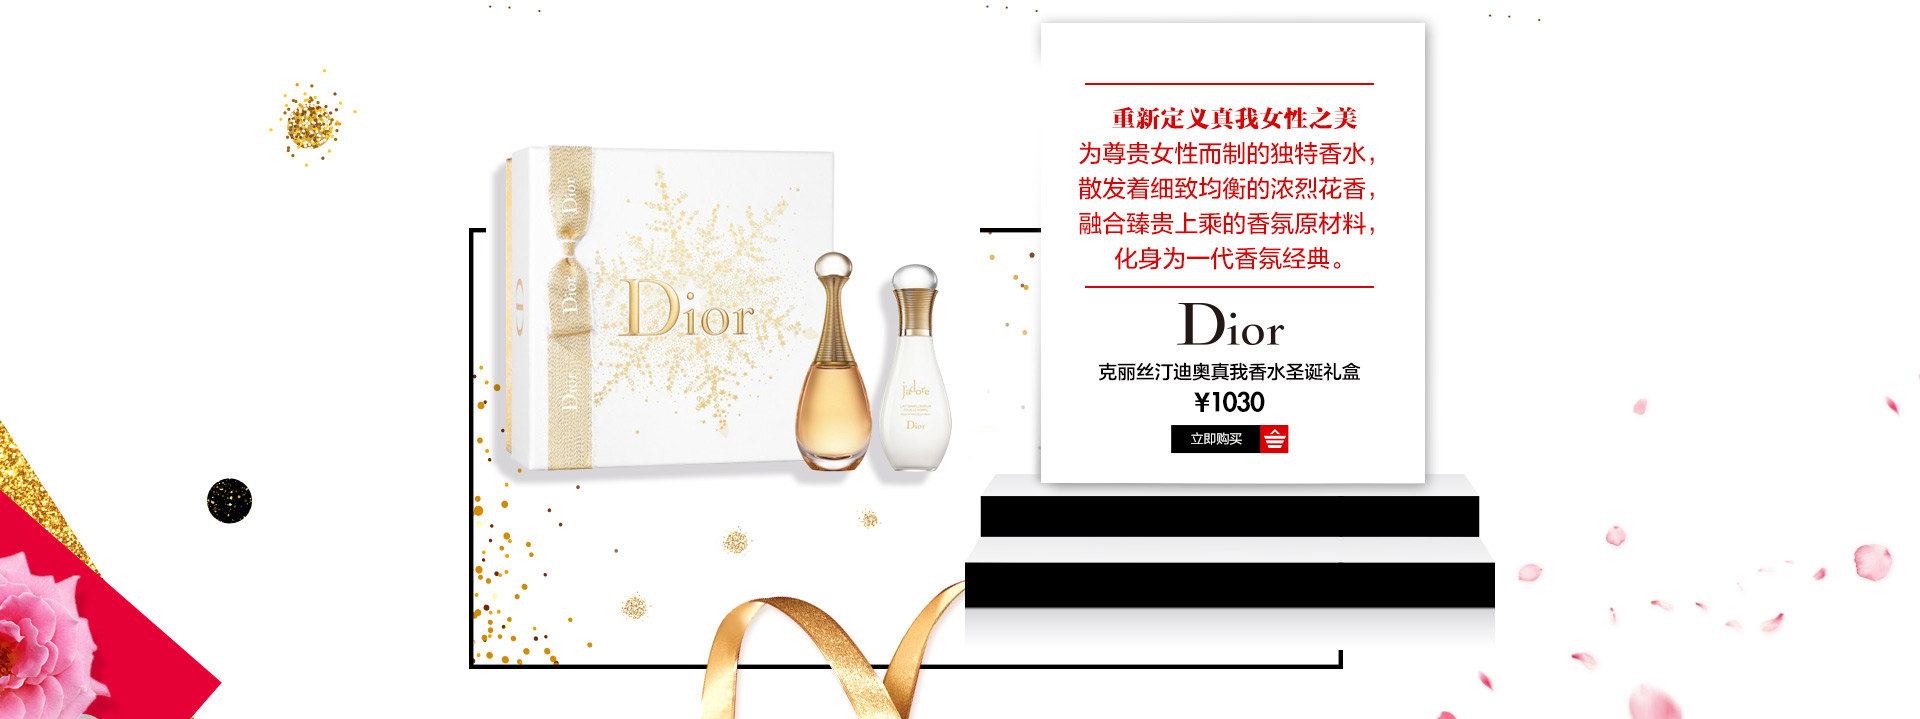 Dior
Dior
Dior
Dior
CD
j'adore
Dior
重新定义真我女性之美
为尊贵女性而制的独特香水，
散发着细致均衡的浓烈花香，
融合臻贵上乘的香氛原材料，
化身为一代香氛经典。
Dior
克丽丝汀迪奥真我香水圣诞礼盒
¥1030
立即购买